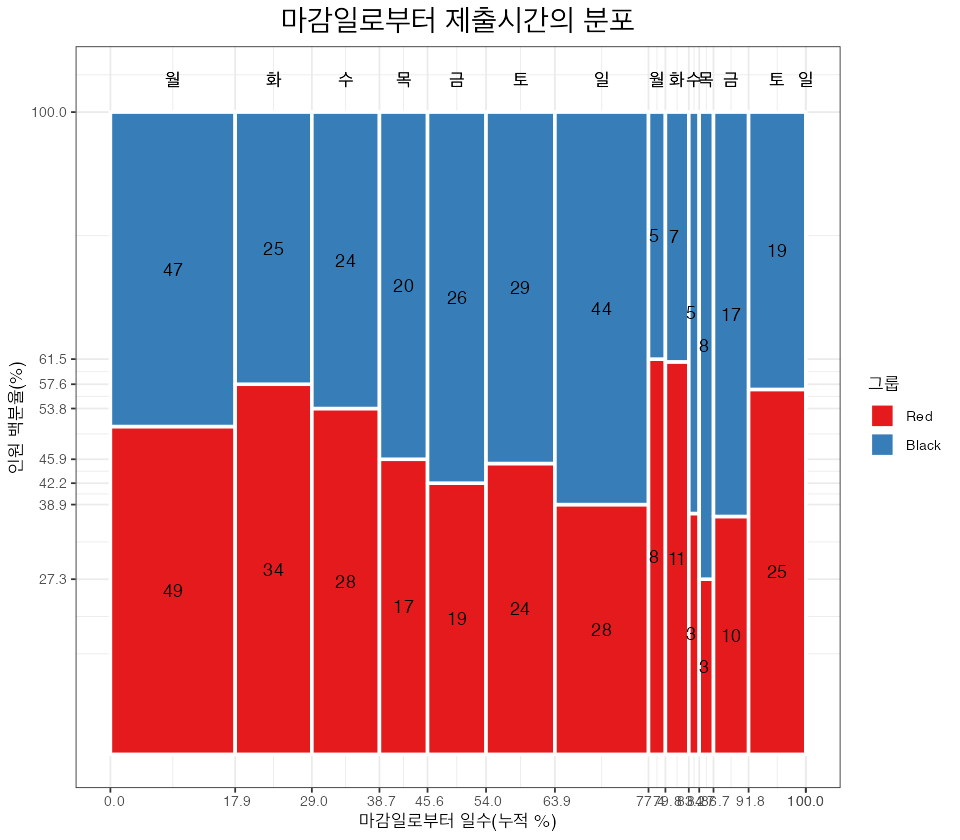 마감일로부터 제출시간의 분포
월 화 수 목 금 토 일 월 화 수 목 금 토 일
100.0
61.5
57.6
53.8
45.9
42.2
38.9
27.3
인원 백분율(%)
47 25 24 20 26 29 44 5 7 5 8 17 19
49 34 28 17 19 24 28 8 11 3 3 10 25
0.0 17.9 29.0 38.7 45.6 54.0 63.9 91.8 100.0
마감일로부터 일수(누적 %)
그룹
Red
Black